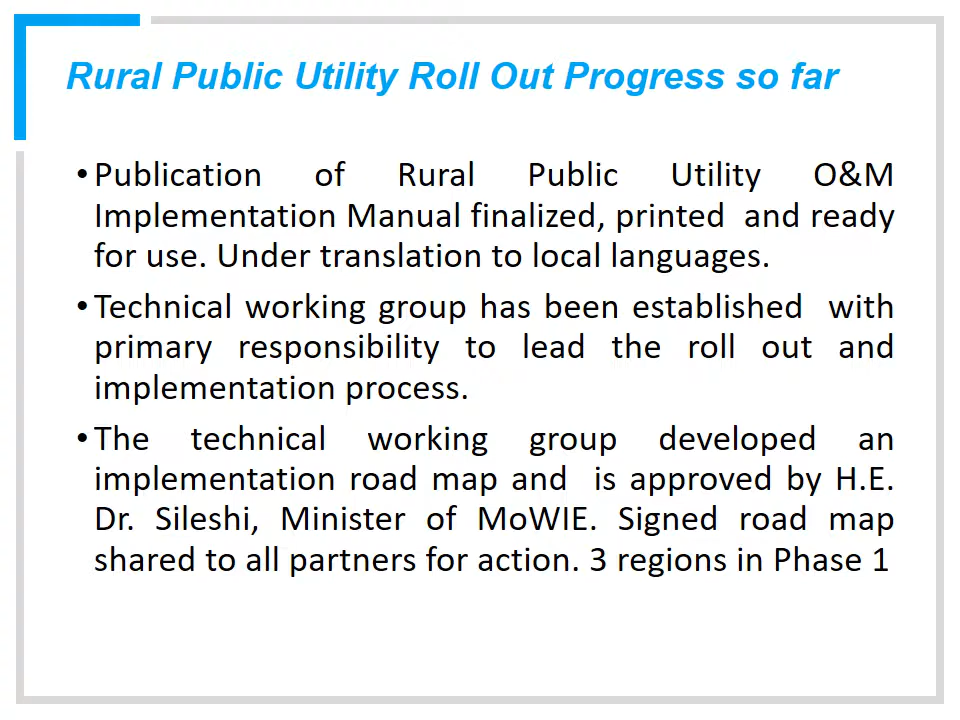 Rural Public Utility Roll Out Progress so far
•Publication of Rural Public Utility O&M
Implementation Manual finalized, printed  and ready
for use. Under translation to local languages.
•Technical working group has been established  with
primary responsibility to lead the roll out and
implementation process.
•The technical working group developed an
implementation road map and  is approved by H.E.
Dr. Sileshi, Minister of MoWIE. Signed road map
shared to all partners for action. 3 regions in Phase 1